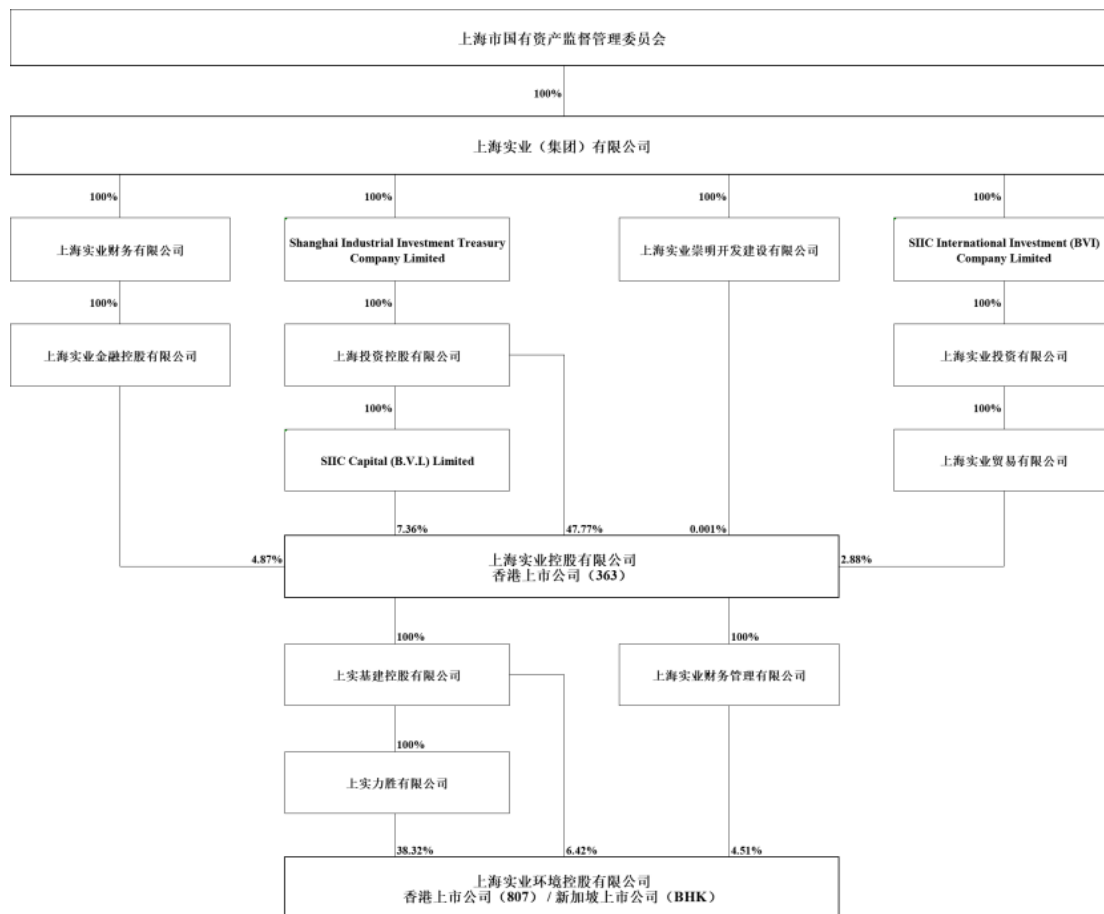 上海市国有资产监督管理委员会
100%
上海实业（集团）有限公司
100%
100%
100%
100%
上海实业财务有限公司
Shanghai Industrial Investment Treasury
Company Limited
上海实业崇明开发建设有限公司
SIIC International Investment (BVI)
Company Limited
100%
100%
100%
上海实业金融控股有限公司
上海投资控股有限公司
上海实业投资有限公司
100%
100%
SIIC Capital (B.V.I.) Limited
上海实业贸易有限公司
7.36%
47.77%
0.001%
4.87%
上海实业控股有限公司
香港上市公司（363）
2.88%
100%
100%
上实基建控股有限公司
上海实业财务管理有限公司
100%
上实力胜有限公司
38.32%
6.42%
4.51%
上海实业环境控股有限公司
香港上市公司（807）/ 新加坡上市公司（BHK）